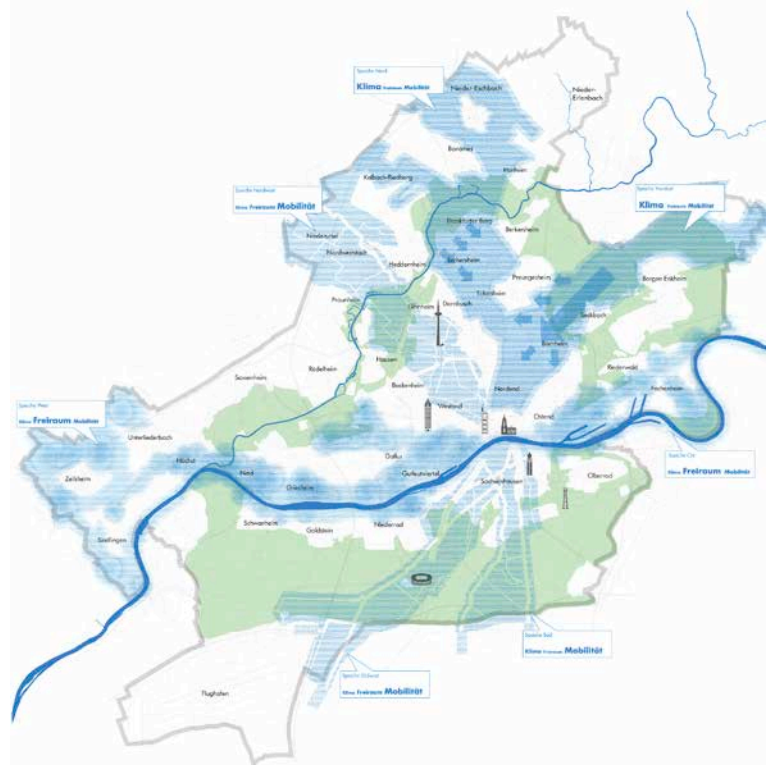 Speiche Nord
Klima Freiraum Mobilität
Nieder-Eschbach
Nieder-
Erlenbach
Bonames
Kalbach-Riedberg
Harheim
Speiche Nordwest
Klima Freiraum Mobilität
Speiche Nordost
Klima Freiraum Mobilität
Frankfurter Berg
Berkersheim
Niederursel
Nordweststadt
Heddernheim
Eckersheim
Preungesheim
Bergen-Enkheim
Praunheim
Ginnheim
Dornbusch
Eckenheim
Seckbach
Hausen
Bornheim
Rödelheim
Riederwald
Sossenheim
Bockenheim
Nordend
Fechenheim
Westend
Ostend
Speiche West
Klima Freiraum Mobilität
Unterliederbach
Höchst
Gallus
Zeilsheim
Nied
Griesheim
Gutleutviertel
Sachsenhausen
Oberrad
Speiche Ost
Klima Freiraum Mobilität
Schwanheim
Goldstein
Niederrad
Sindlingen
Speiche Süd
Klima Freiraum Mobilität
Speiche Südwest
Klima Freiraum Mobilität
Flughafen